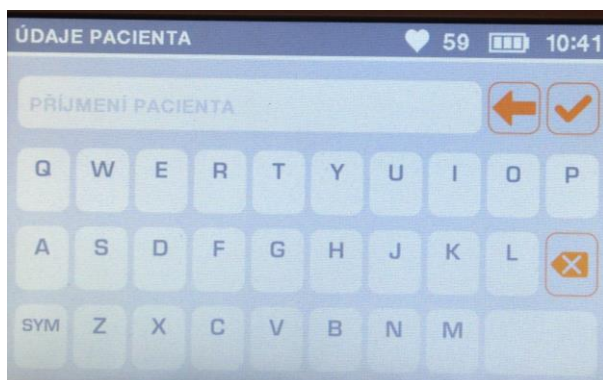 ÚDAJE PACIENTA 59 10:41
PŘÍJMENÍ PACIENTA
Q W E R T Y U I O P
A S D F G H J K L
SYM Z X C V B N M